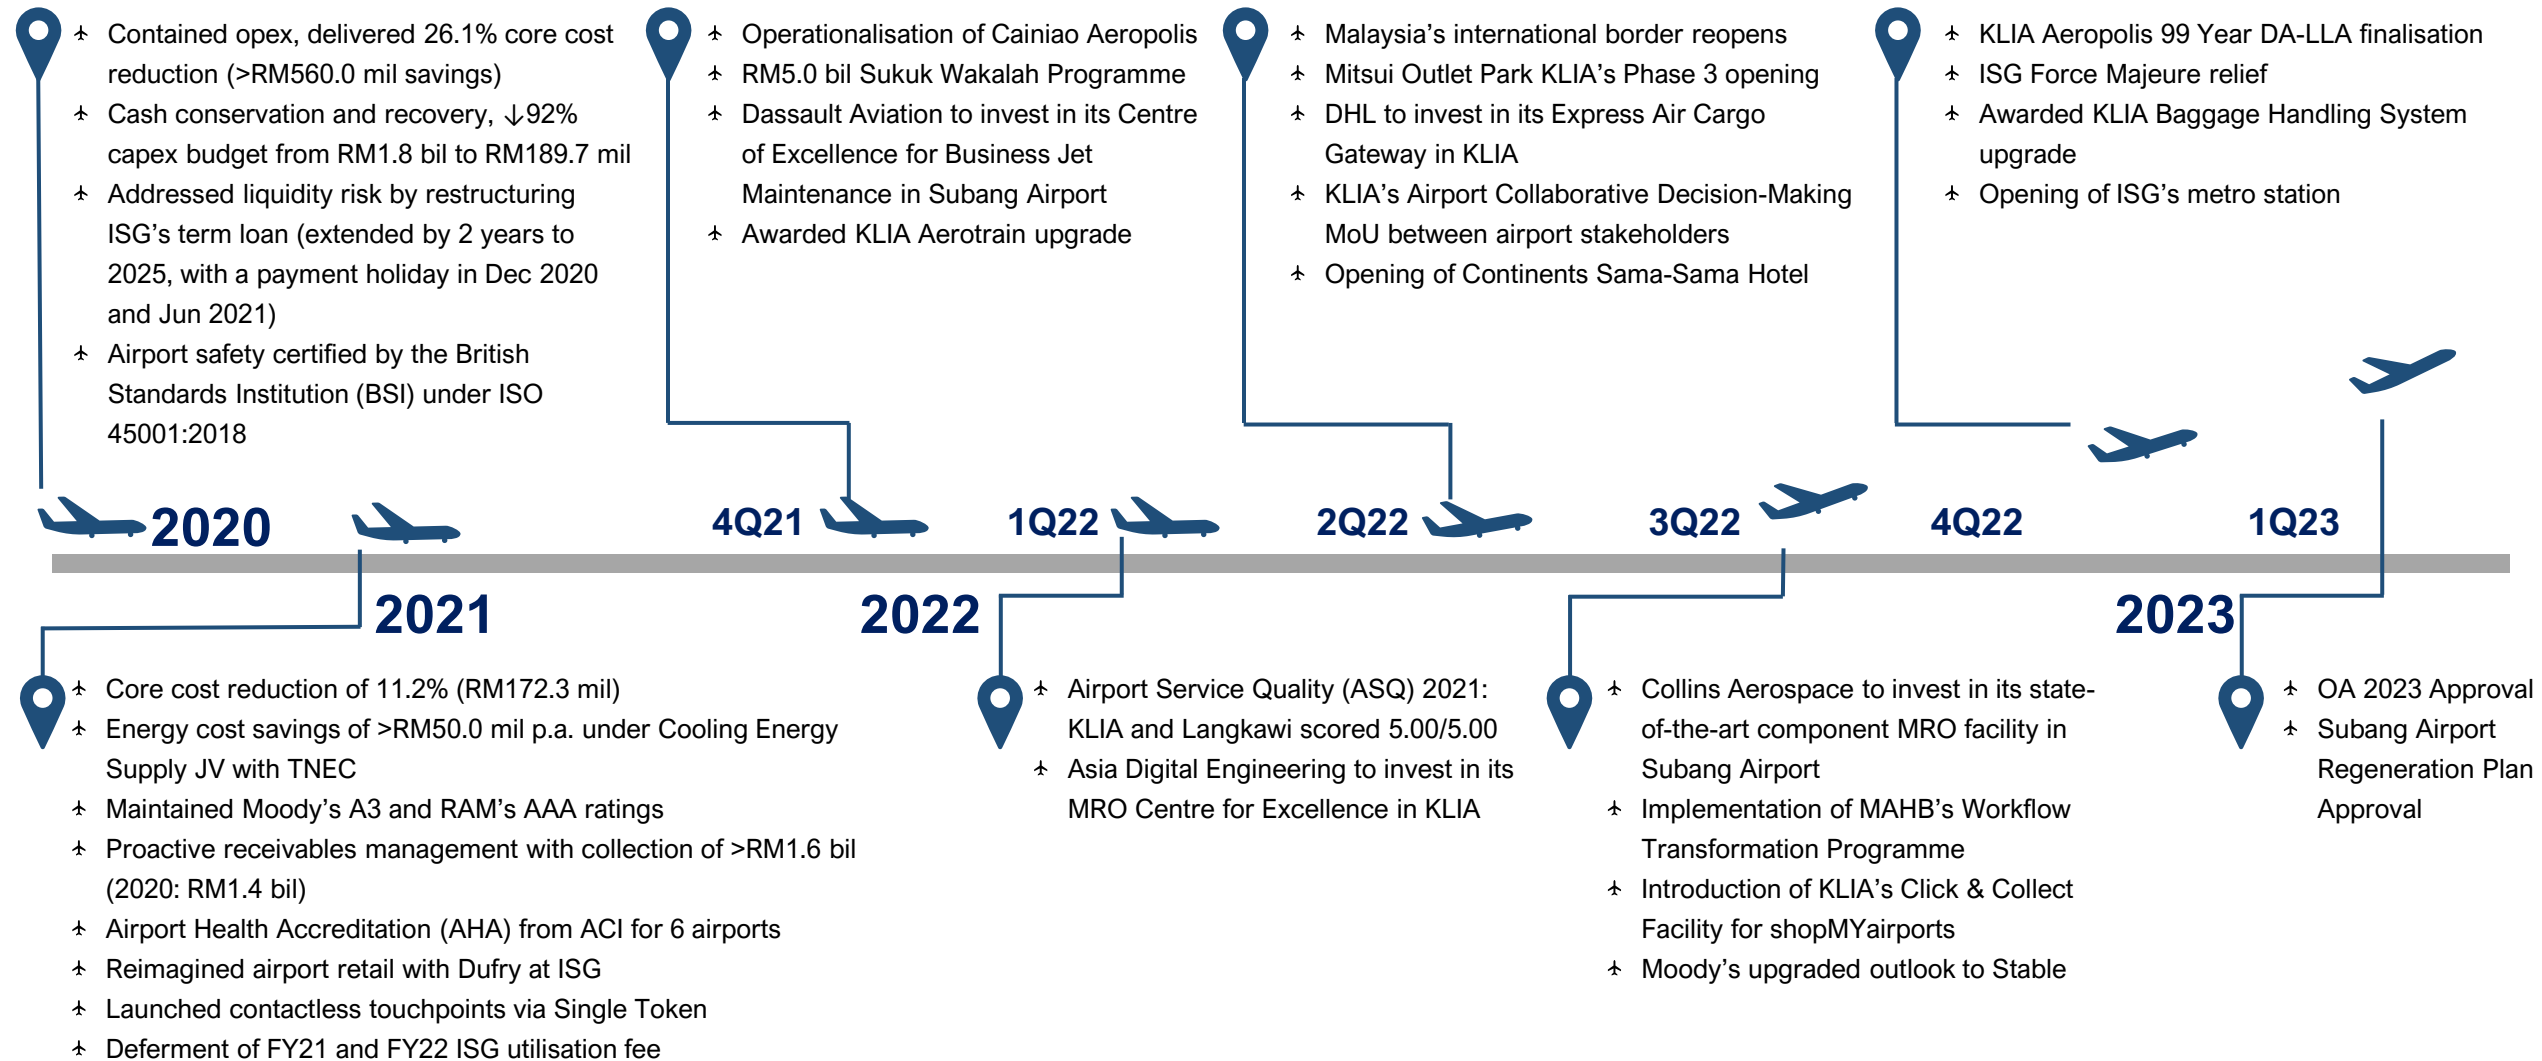 Contained opex, delivered 26.1% core cost
reduction (>RM560.0 mil savings)
Cash conservation and recovery, ↓92%
capex budget from RM1.8 bil to RM189.7 mil
Addressed liquidity risk by restructuring
ISG’s term loan (extended by 2 years to
2025, with a payment holiday in Dec 2020
and Jun 2021)
Airport safety certified by the British
Standards Institution (BSI) under ISO
45001:2018
Operationalisation of Cainiao Aeropolis
RM5.0 bil Sukuk Wakalah Programme
Dassault Aviation to invest in its Centre
of Excellence for Business Jet
Maintenance in Subang Airport
Awarded KLIA Aerotrain upgrade
Malaysia’s international border reopens
Mitsui Outlet Park KLIA’s Phase 3 opening
DHL to invest in its Express Air Cargo
Gateway in KLIA
KLIA’s Airport Collaborative Decision-Making
MoU between airport stakeholders
Opening of Continents Sama-Sama Hotel
KLIA Aeropolis 99 Year DA-LLA finalisation
ISG Force Majeure relief
Awarded KLIA Baggage Handling System
upgrade
Opening of ISG’s metro station
2020
4Q21
1Q22
2Q22
3Q22
4Q22
1Q23
2021
2022
2023
Core cost reduction of 11.2% (RM172.3 mil)
Energy cost savings of >RM50.0 mil p.a. under Cooling Energy
Supply JV with TNEC
Maintained Moody’s A3 and RAM’s AAA ratings
Proactive receivables management with collection of >RM1.6 bil
(2020: RM1.4 bil)
Airport Health Accreditation (AHA) from ACI for 6 airports
Reimagined airport retail with Dufry at ISG
Launched contactless touchpoints via Single Token
Deferment of FY21 and FY22 ISG utilisation fee
Airport Service Quality (ASQ) 2021:
KLIA and Langkawi scored 5.00/5.00
Asia Digital Engineering to invest in its
MRO Centre for Excellence in KLIA
Collins Aerospace to invest in its state-
of-the-art component MRO facility in
Subang Airport
Implementation of MAHB’s Workflow
Transformation Programme
Introduction of KLIA’s Click & Collect
Facility for shopMYairports
Moody’s upgraded outlook to Stable
OA 2023 Approval
Subang Airport
Regeneration Plan
Approval